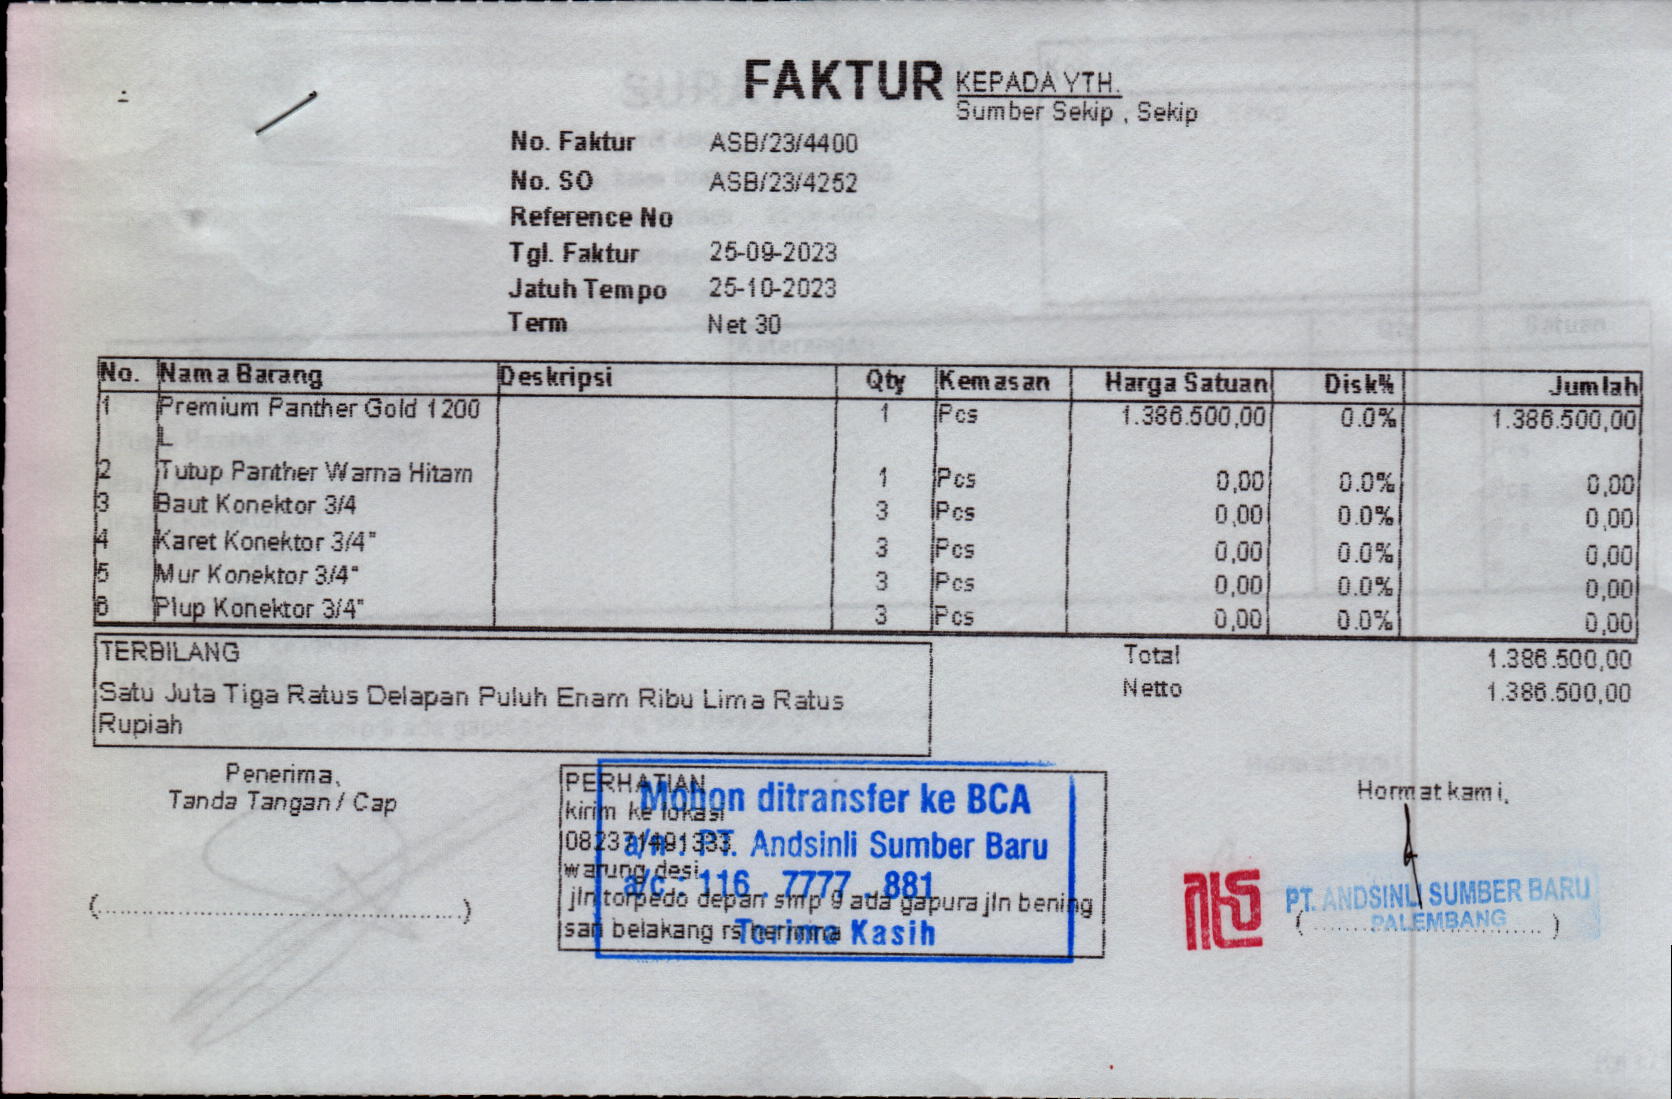 FAKTUR
KEPADA YTH.
Sumber Sekip , Sekip
No. Faktur ASB/23/4400
No. SO ASB/23/4252
Reference No
Tgl. Faktur 25-09-2023
Jatuh Tempo 25-10-2023
Term Net 30
No. Nama Barang Deskripsi Qty Kemasan Harga Satuan Disk% Jumlah
1 Premium Panther Gold 1200 1 Pcs 1.386.500,00 0.0% 1.386.500,00
L
2 Tutup Panther Warna Hitam 1 Pcs 0,00 0.0% 0,00
3 Baut Konektor 3/4 3 Pcs 0,00 0.0% 0,00
4 Karet Konektor 3/4" 3 Pcs 0,00 0.0% 0,00
5 Mur Konektor 3/4" 3 Pcs 0,00 0.0% 0,00
6 Plup Konektor 3/4" 3 Pcs 0,00 0.0% 0,00
TERBILANG
Satu Juta Tiga Ratus Delapan Puluh Enam Ribu Lima Ratus
Rupiah
Total 1.386.500,00
Netto 1.386.500,00
Penerima,
Tanda Tangan / Cap
(..........................................................)
PERHATIAN
kirim ke lokasi
082371491333
warung desi
jln torpedo depan smp 9 ada gapura jln bening
sari belakang rs
Mohon ditransfer ke BCA
a/n : PT. Andsinli Sumber Baru
a/c : 116 . 7777 . 881
Terima Kasih
Hormat kami,
PT. ANDSINLI SUMBER BARU
PALEMBANG
(........................................)